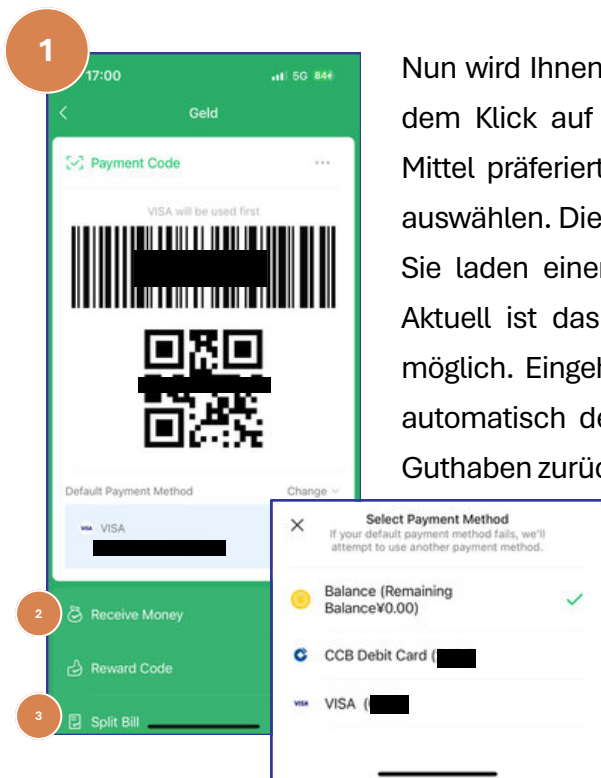 1
17:00
5G 84
Geld
Payment Code
VISA will be used first
Default Payment Method
Change
VISA
VISA
2
Receive Money
Reward Code
3
Split Bill
Nun wird Ihnen
dem Klick auf
Mittel präferiert
auswählen. Die
Sie laden einen
Aktuell ist das
möglich.
automatisch
Guthaben
Select Payment Method
If your default payment method fails, we'll
attempt to use another payment method.
Balance (Remaining
Balance¥0.00)
CCB Debit Card (
VISA
VISA (